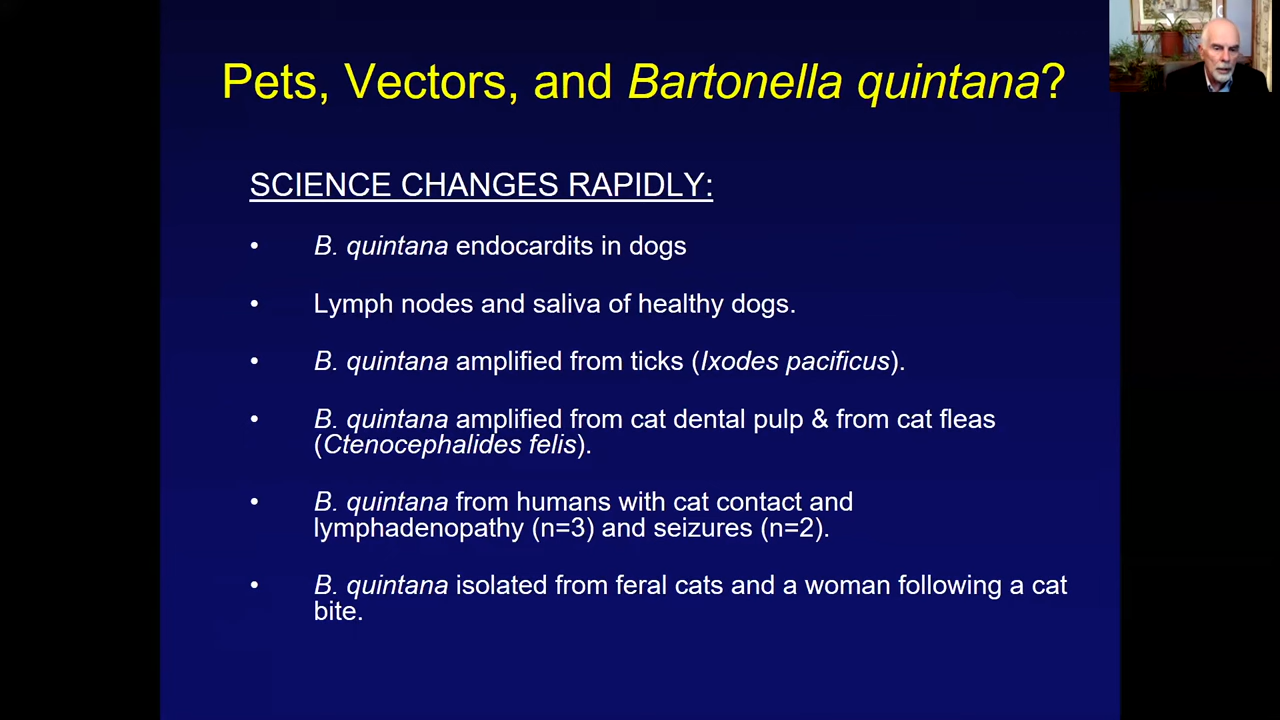 Pets, Vectors, and Bartonella quintana?
SCIENCE CHANGES RAPIDLY:
• B. quintana endocardits in dogs
• Lymph nodes and saliva of healthy dogs.
• B. quintana amplified from ticks (Ixodes pacificus).
• B. quintana amplified from cat dental pulp & from cat fleas
(Ctenocephalides felis).
• B. quintana from humans with cat contact and
lymphadenopathy (n=3) and seizures (n=2).
• B. quintana isolated from feral cats and a woman following a cat
bite.